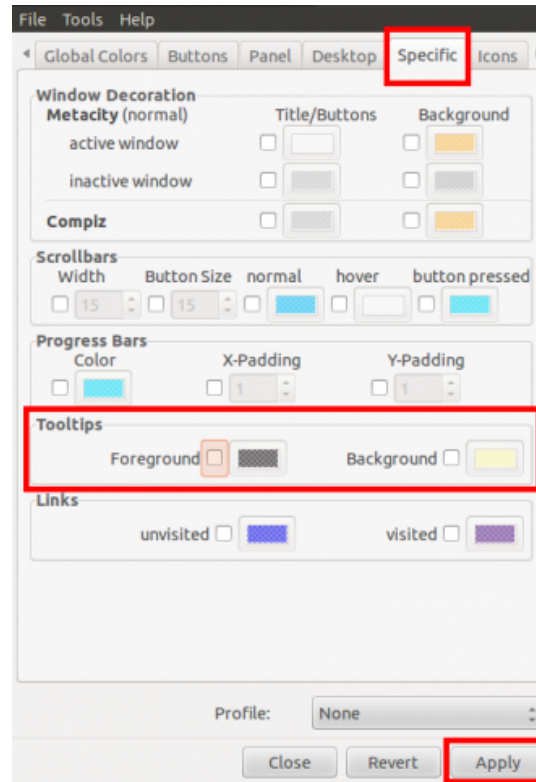 File Tools Help
Global Colors Buttons Panel Desktop Specific Icons
Window Decoration
Metacity (normal) Title/Buttons Background
active window
inactive window
Compiz
Scrollbars
Width Button Size normal hover button pressed
15 15
Progress Bars
Color X-Padding Y-Padding
1 1
Tooltips
Foreground Background
Links
unvisited visited
Profile: None
Close Revert Apply